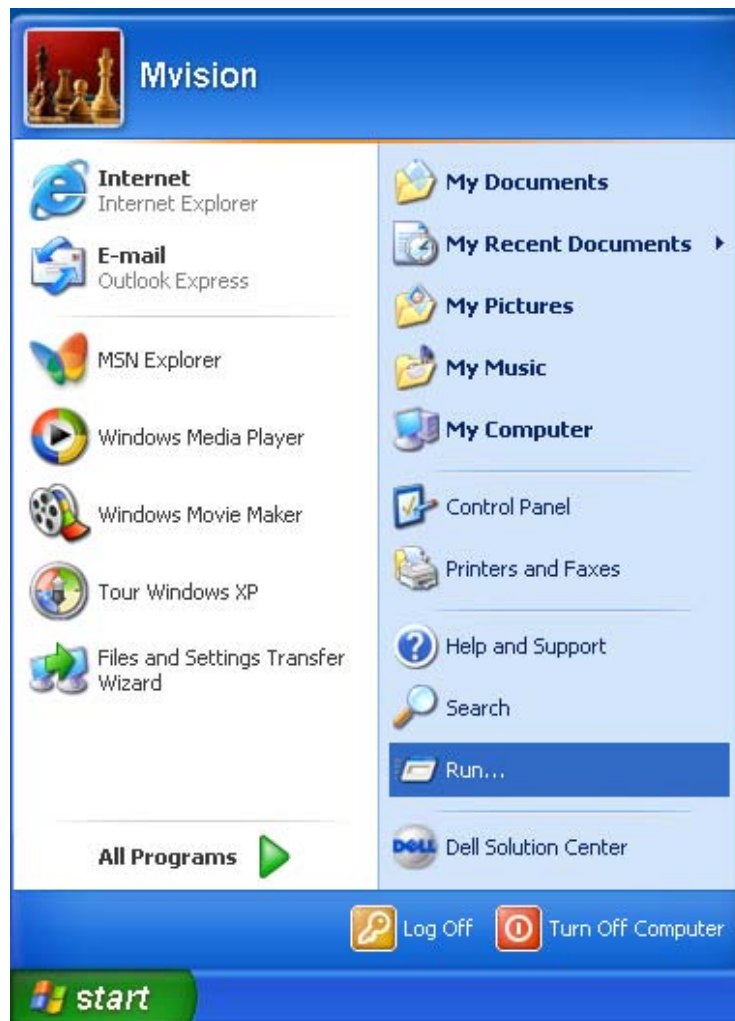 Mvision
Internet
Internet Explorer
E-mail
Outlook Express
MSN Explorer
Windows Media Player
Windows Movie Maker
Tour Windows XP
Files and Settings Transfer
Wizard
All Programs
My Documents
My Recent Documents
My Pictures
My Music
My Computer
Control Panel
Printers and Faxes
Help and Support
Search
Run...
DELL Dell Solution Center
Log Off
Turn Off Computer
start